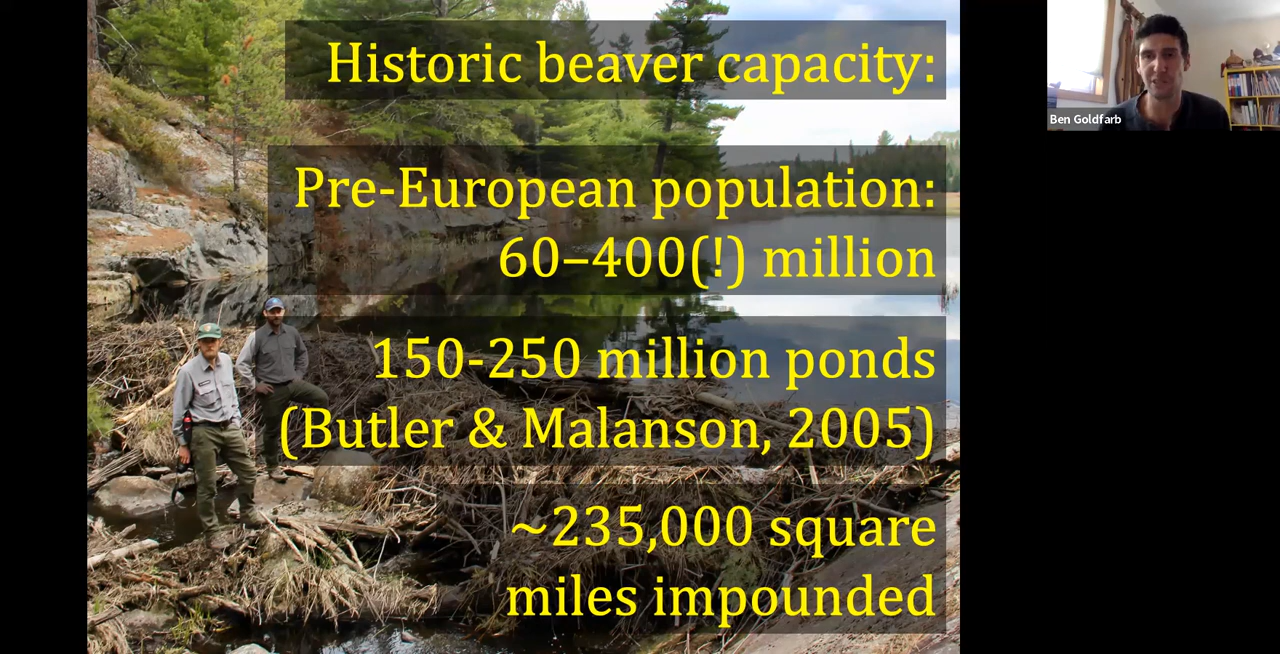 Historic beaver capacity:
Pre-European population:
60–400(!) million
150-250 million ponds
(Butler & Malanson, 2005)
~235,000 square
miles impounded
Ben Goldfarb